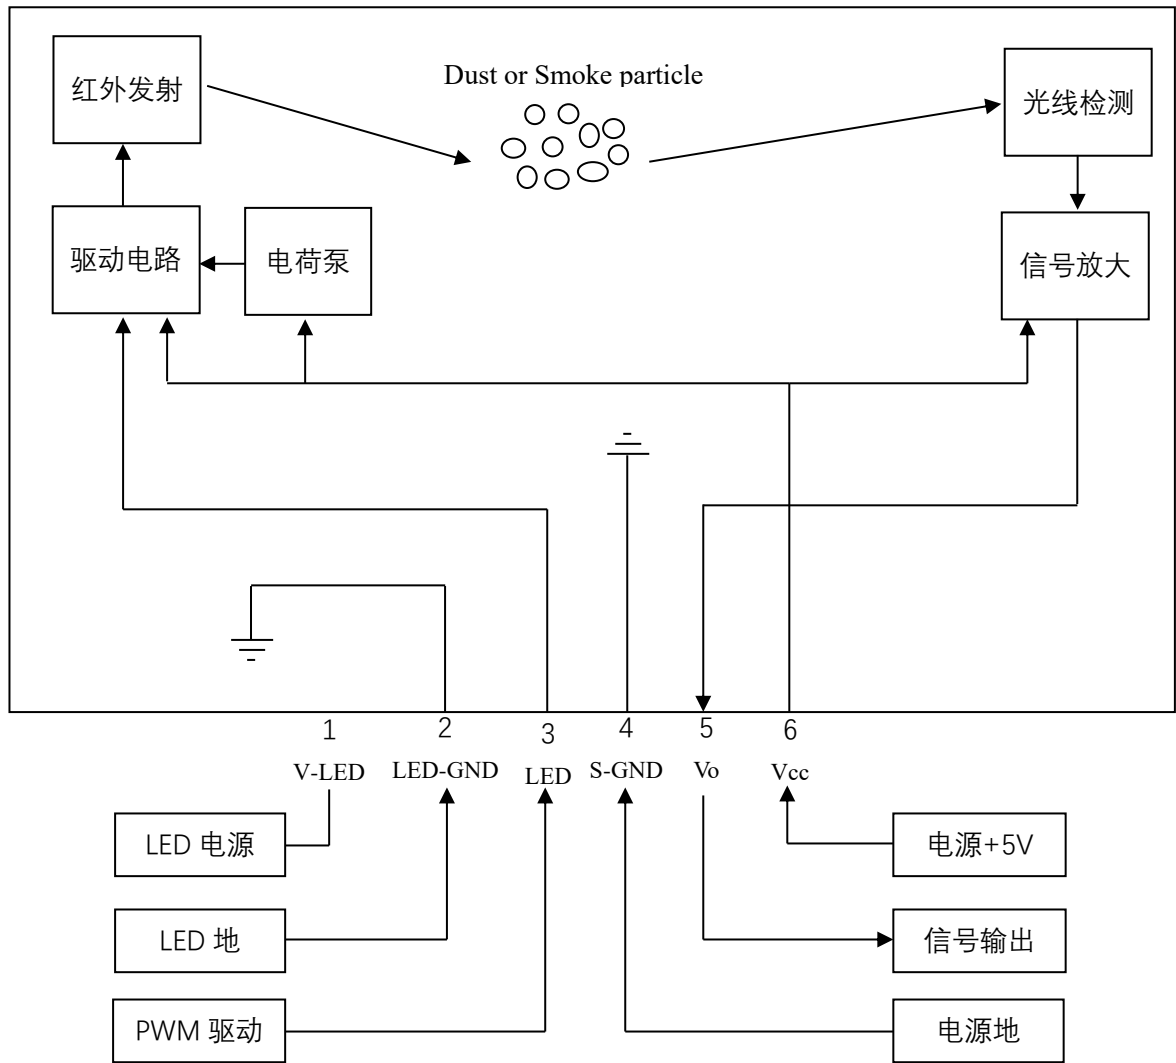 红外发射
Dust or Smoke particle
光线检测
驱动电路
电荷泵
信号放大
1 2 3 4 5 6
V-LED LED-GND LED S-GND Vo Vcc
LED 电源
电源+5V
LED 地
信号输出
PWM 驱动
电源地